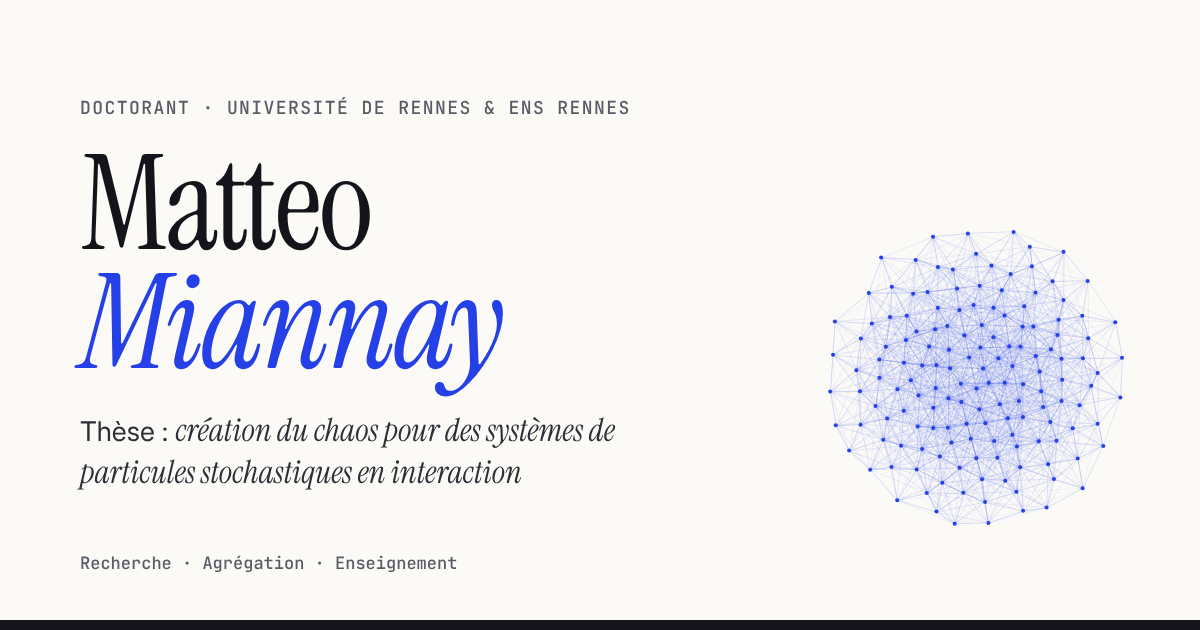 DOCTORANT · UNIVERSITÉ DE RENNES & ENS RENNES
Matteo
Miannay
Thèse : création du chaos pour des systèmes de
particules stochastiques en interaction
Recherche · Agrégation · Enseignement